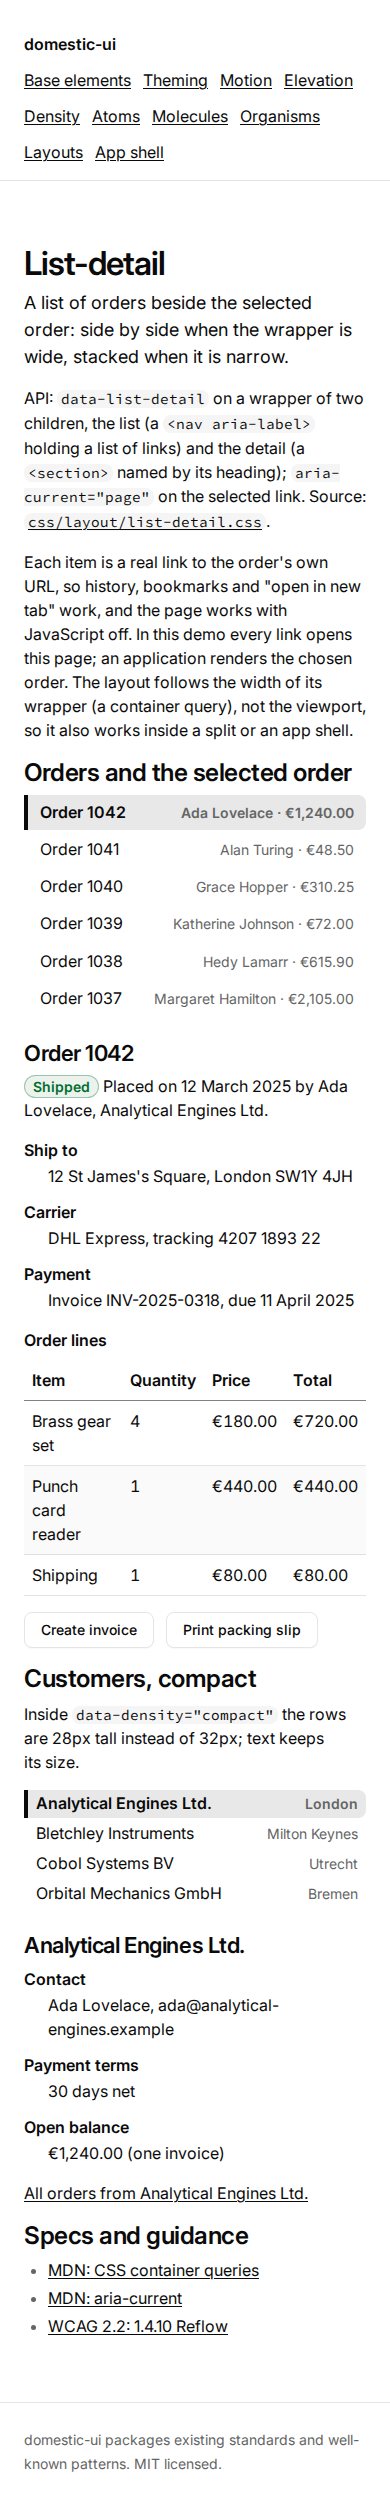 domestic-ui
Base elements Theming Motion Elevation
Density Atoms Molecules Organisms
Layouts App shell
List-detail
A list of orders beside the selected
order: side by side when the wrapper is
wide, stacked when it is narrow.
API: data-list-detail on a wrapper of two
children, the list (a <nav aria-label>
holding a list of links) and the detail (a
<section> named by its heading); aria-
current="page" on the selected link. Source:
css/layout/list-detail.css.
Each item is a real link to the order's own
URL, so history, bookmarks and "open in new
tab" work, and the page works with
JavaScript off. In this demo every link opens
this page; an application renders the chosen
order. The layout follows the width of its
wrapper (a container query), not the viewport,
so it also works inside a split or an app shell.
Orders and the selected order
Order 1042 Ada Lovelace · €1,240.00
Order 1041 Alan Turing · €48.50
Order 1040 Grace Hopper · €310.25
Order 1039 Katherine Johnson · €72.00
Order 1038 Hedy Lamarr · €615.90
Order 1037 Margaret Hamilton · €2,105.00
Order 1042
Shipped Placed on 12 March 2025 by Ada
Lovelace, Analytical Engines Ltd.
Ship to
12 St James's Square, London SW1Y 4JH
Carrier
DHL Express, tracking 4207 1893 22
Payment
Invoice INV-2025-0318, due 11 April 2025
Order lines
Item Quantity Price Total
Brass gear 4 €180.00 €720.00
set
Punch 1 €440.00 €440.00
card
reader
Shipping 1 €80.00 €80.00
Create invoice Print packing slip
Customers, compact
Inside data-density="compact" the rows
are 28px tall instead of 32px; text keeps
its size.
Analytical Engines Ltd. London
Bletchley Instruments Milton Keynes
Cobol Systems BV Utrecht
Orbital Mechanics GmbH Bremen
Analytical Engines Ltd.
Contact
Ada Lovelace, ada@analytical-
engines.example
Payment terms
30 days net
Open balance
€1,240.00 (one invoice)
All orders from Analytical Engines Ltd.
Specs and guidance
• MDN: CSS container queries
• MDN: aria-current
• WCAG 2.2: 1.4.10 Reflow
domestic-ui packages existing standards and well-
known patterns. MIT licensed.